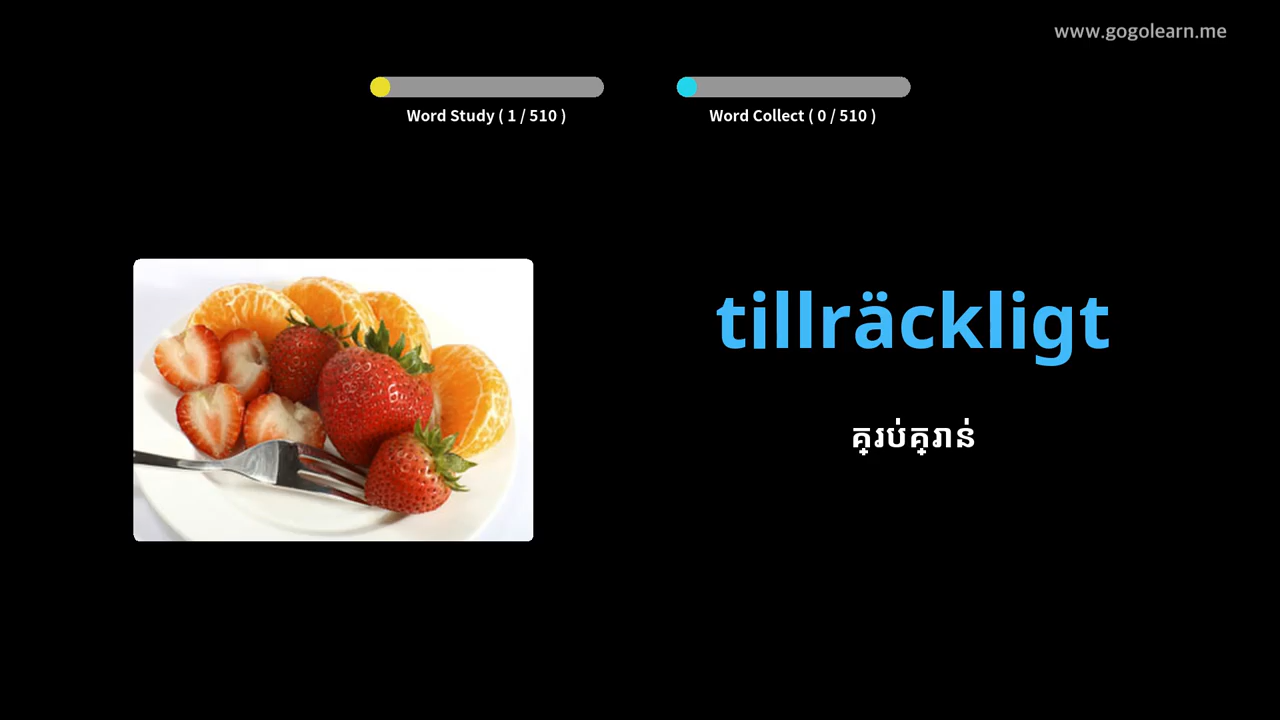 www.gogolearn.me
Word Study ( 1 / 510 )
Word Collect ( 0 / 510 )
tillräckligt
គ្រប់គ្រាន់